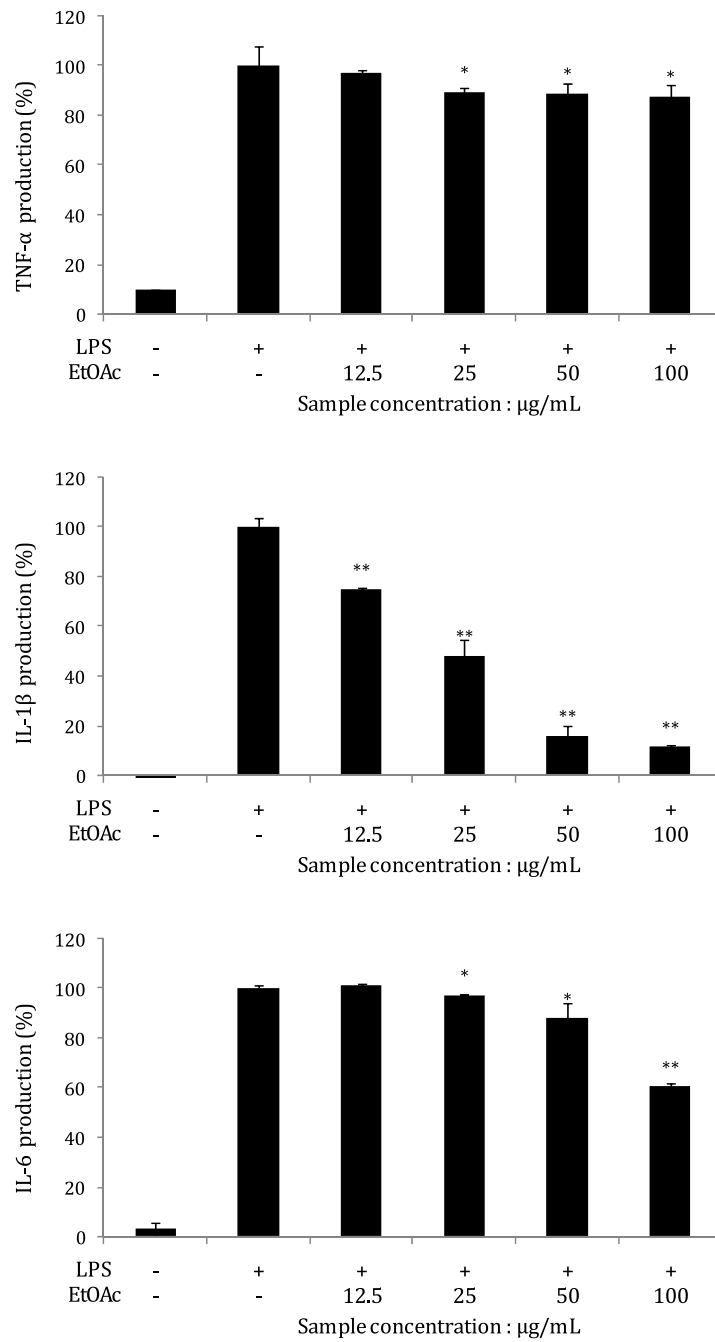 TNF-α production (%)
120
100
80
60
40
20
0
*
*
*
LPS - + + + + +
EtOAc - - 12.5 25 50 100
Sample concentration : μg/mL
IL-1β production (%)
120
100
80
60
40
20
0
**
**
**
**
LPS - + + + + +
EtOAc - - 12.5 25 50 100
Sample concentration : μg/mL
IL-6 production (%)
120
100
80
60
40
20
0
*
*
**
LPS - + + + + +
EtOAc - - 12.5 25 50 100
Sample concentration : μg/mL